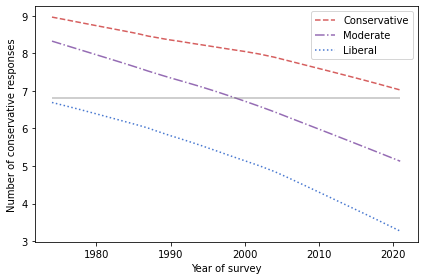 9
8
7
6
5
4
3
Number of conservative responses
Conservative
Moderate
Liberal
1980 1990 2000 2010 2020
Year of survey